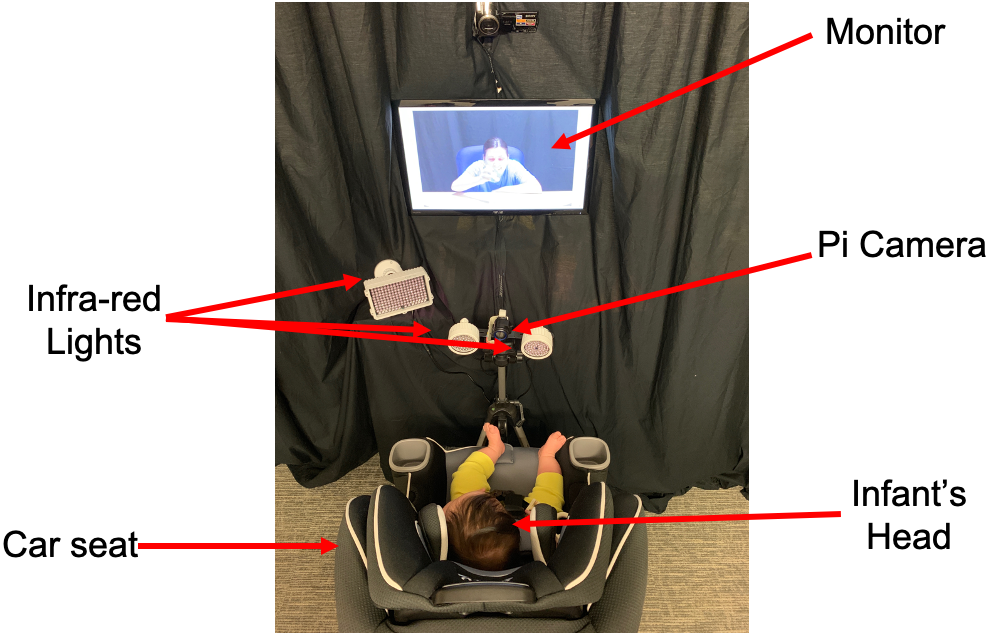 Monitor
Pi Camera
Infra-red
Lights
Infant’s
Head
Car seat